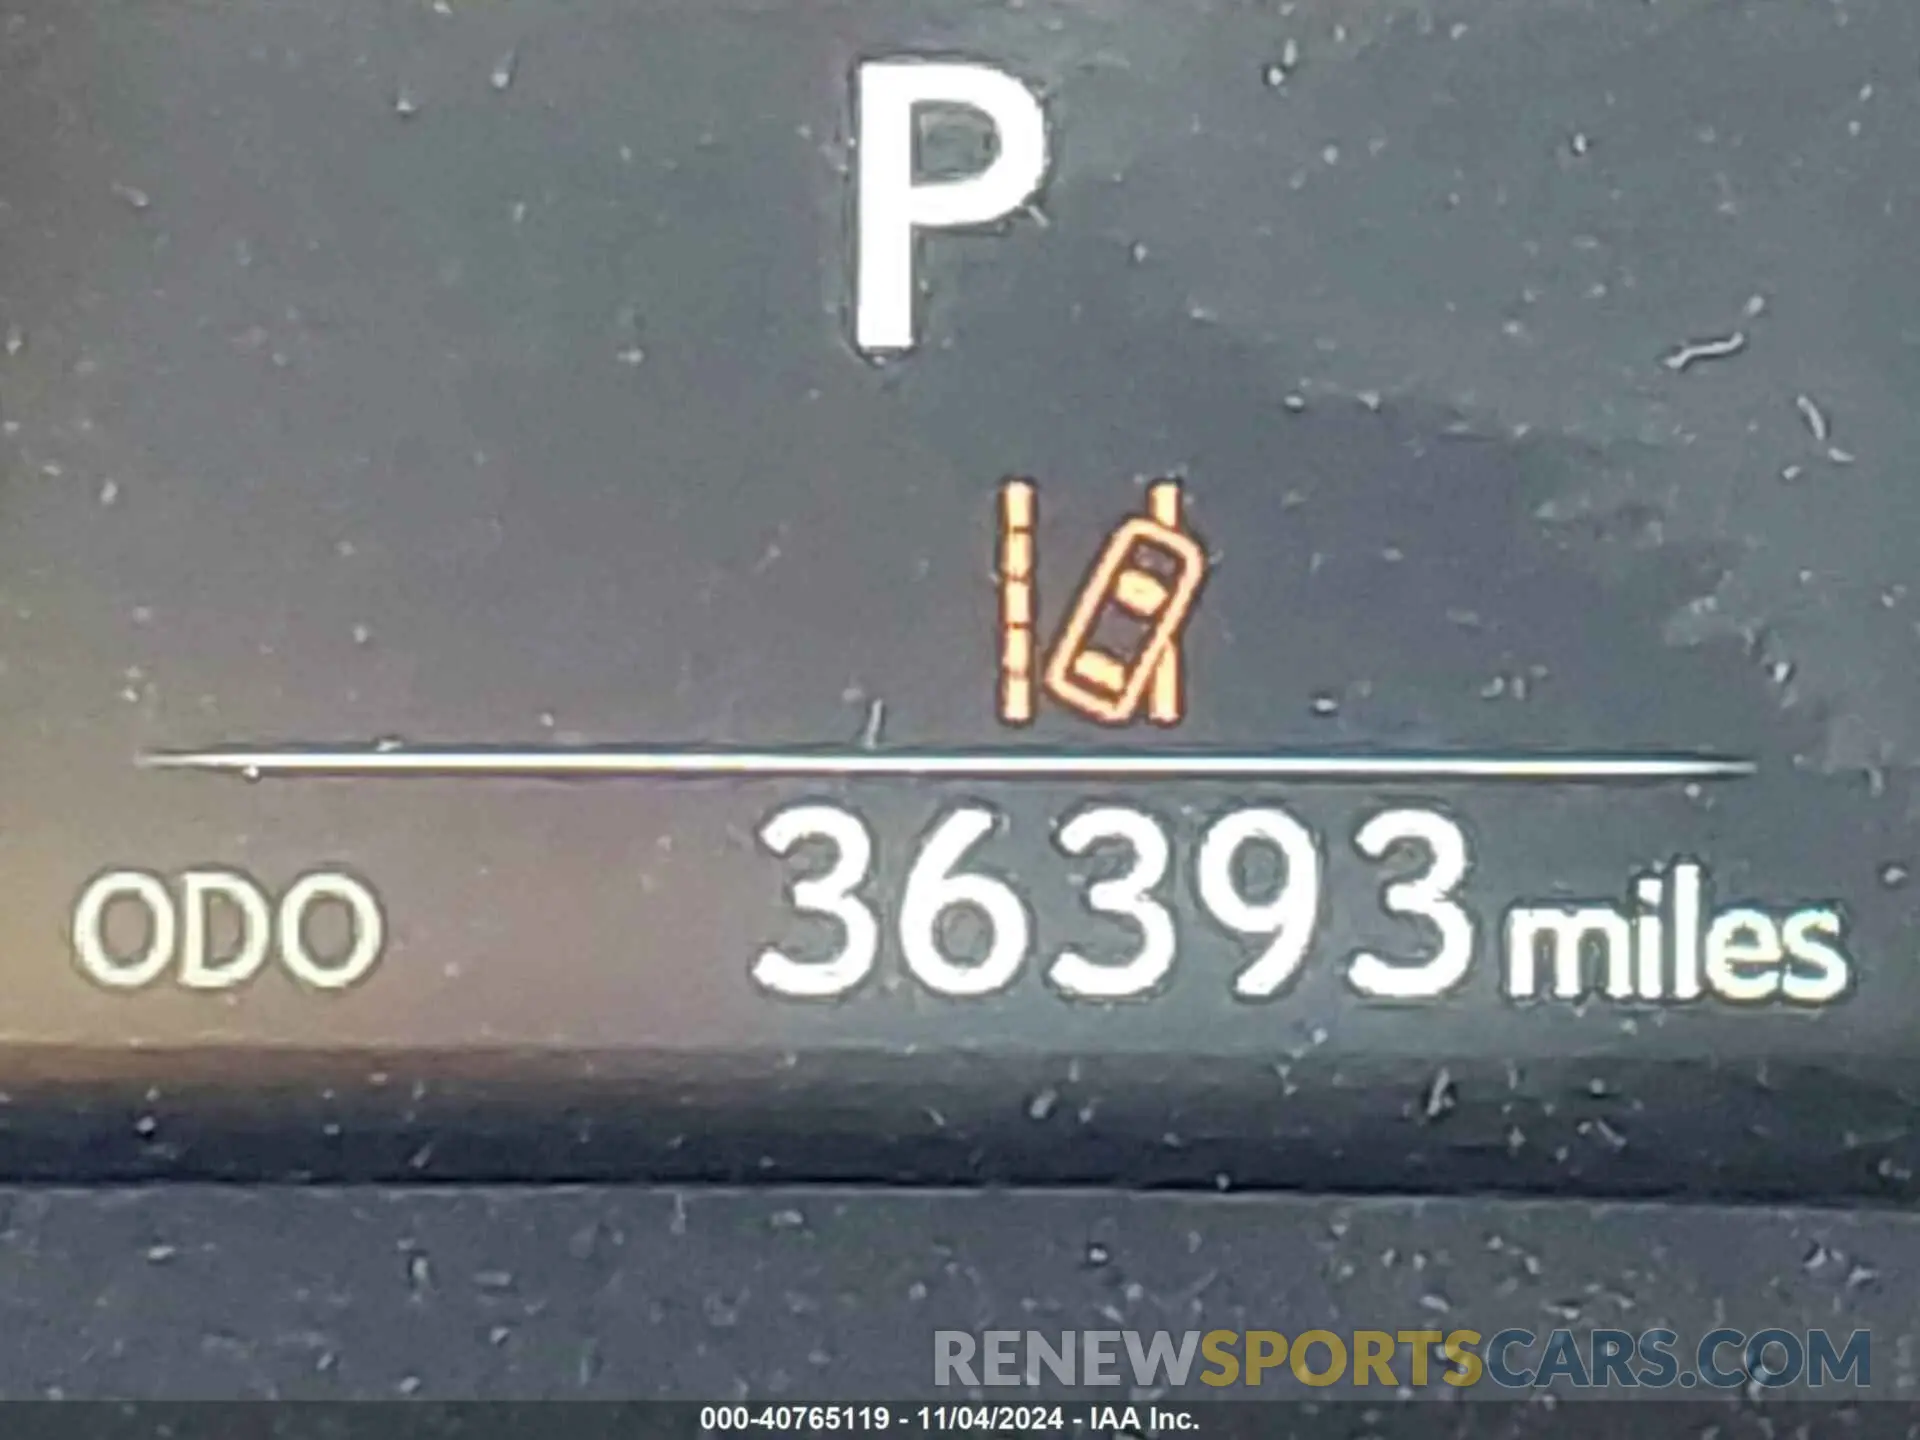 P
ODO 36393 miles
RENEWSPORTSCARS.COM
000-40765119 - 11/04/2024 - IAA Inc.